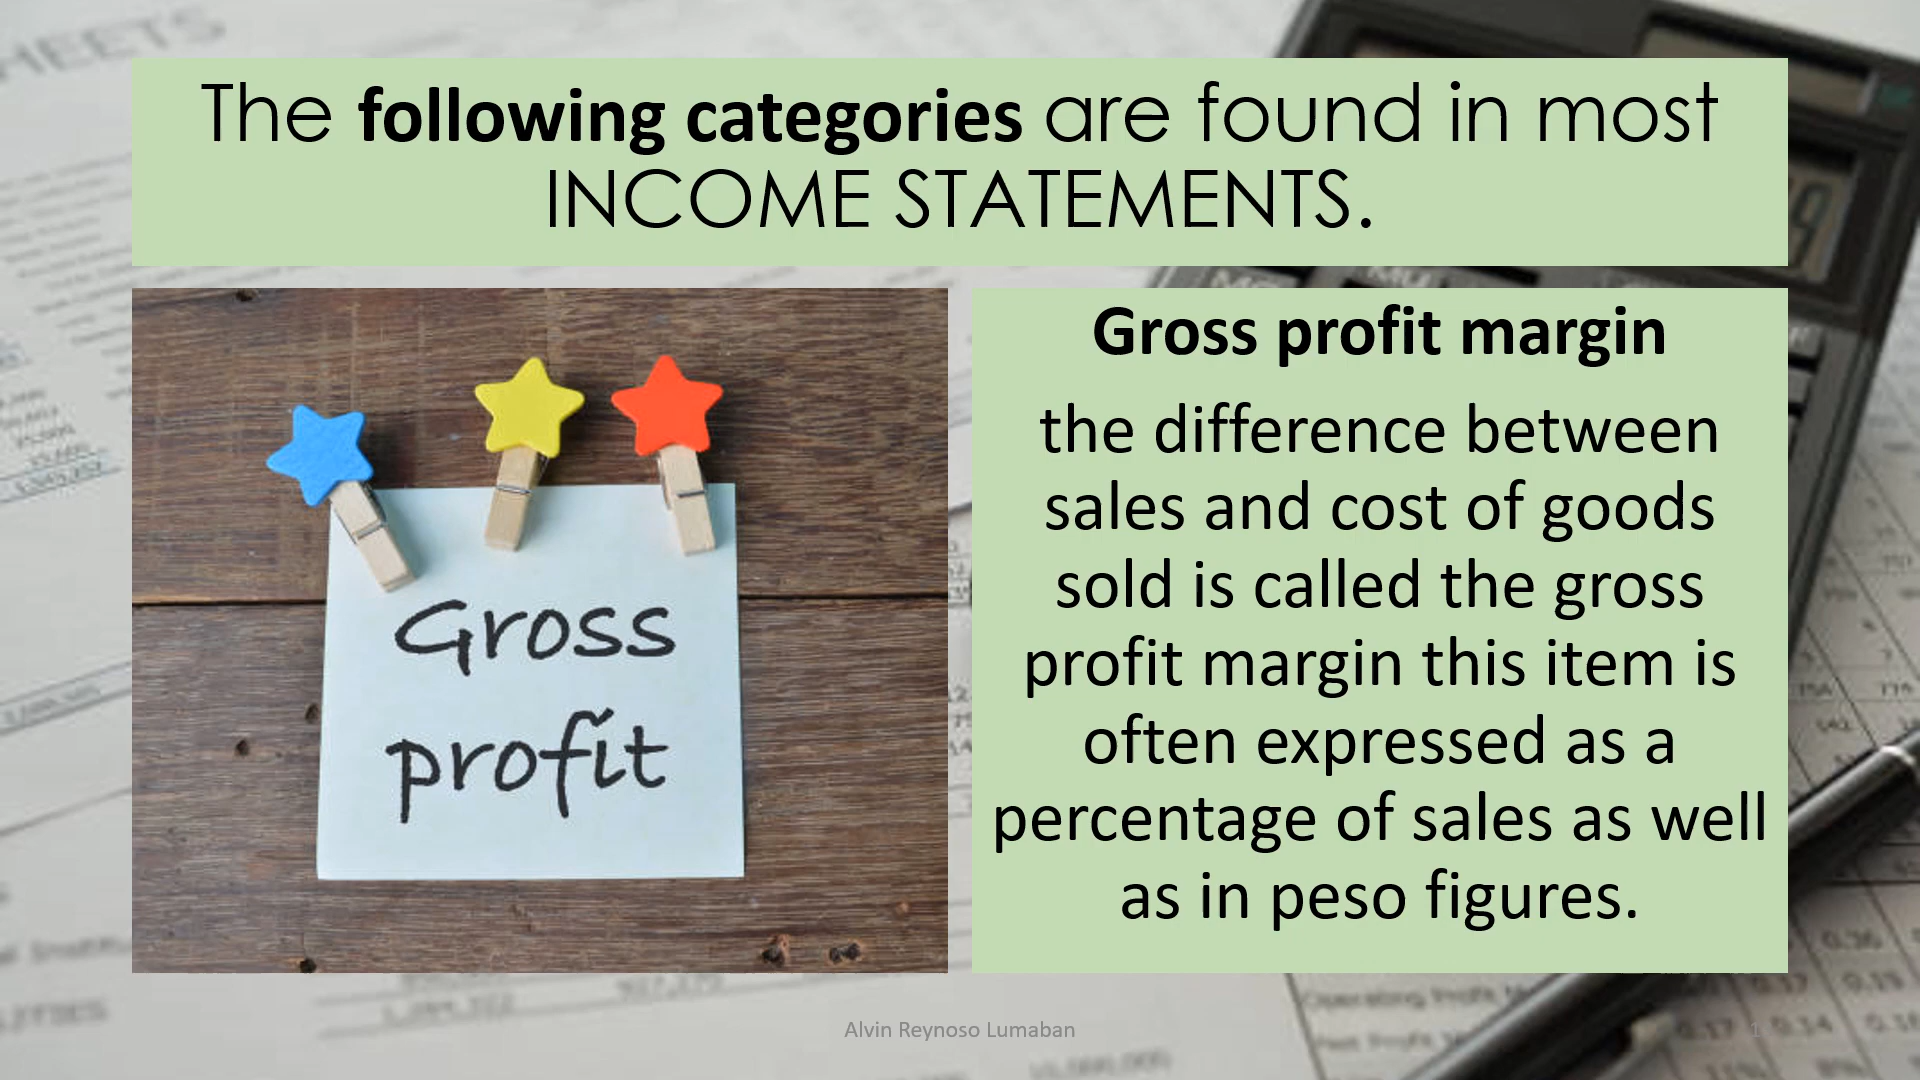 The following categories are found in most
INCOME STATEMENTS.
Gross
profit
Gross profit margin
the difference between
sales and cost of goods
sold is called the gross
profit margin this item is
often expressed as a
percentage of sales as well
as in peso figures.
Alvin Reynoso Lumaban
1